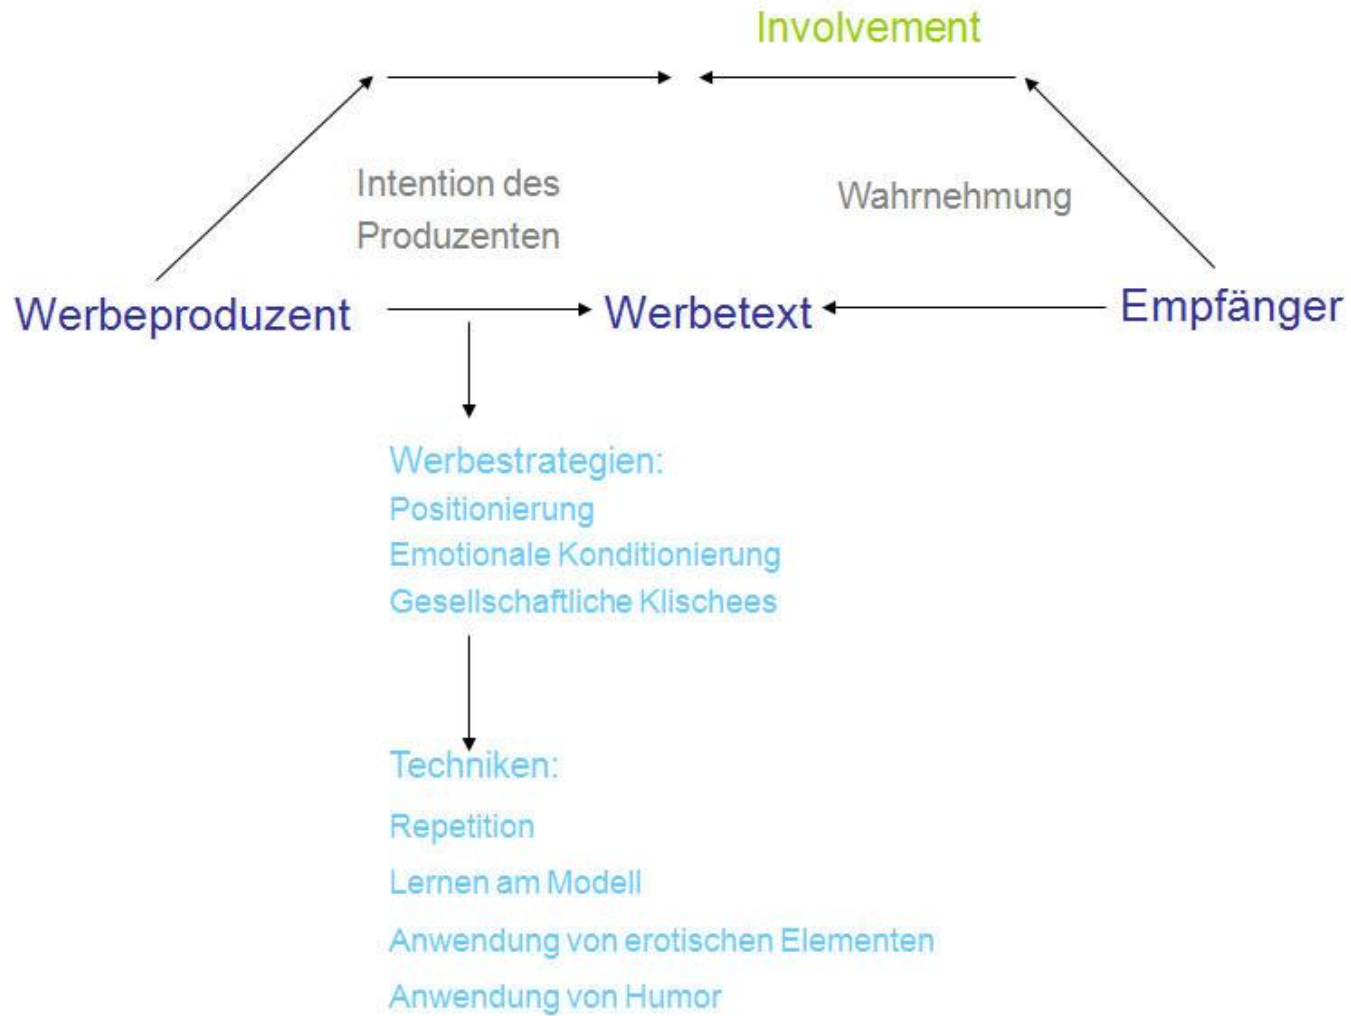 Involvement
Intention des
Produzenten
Wahrnehmung
Werbeproduzent
Werbetext
Empfänger
Werbestrategien:
Positionierung
Emotionale Konditionierung
Gesellschaftliche Klischees
Techniken:
Repetition
Lernen am Modell
Anwendung von erotischen Elementen
Anwendung von Humor